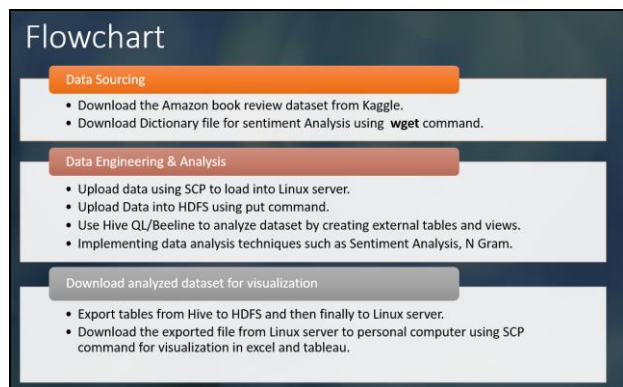 Flowchart
Data Sourcing
• Download the Amazon book review dataset from Kaggle.
• Download Dictionary file for sentiment Analysis using wget command.
Data Engineering & Analysis
• Upload data using SCP to load into Linux server.
• Upload Data into HDFS using put command.
• Use Hive QL/Beeline to analyze dataset by creating external tables and views.
• Implementing data analysis techniques such as Sentiment Analysis, N Gram.
Download analyzed dataset for visualization
• Export tables from Hive to HDFS and then finally to Linux server.
• Download the exported file from Linux server to personal computer using SCP
command for visualization in excel and tableau.